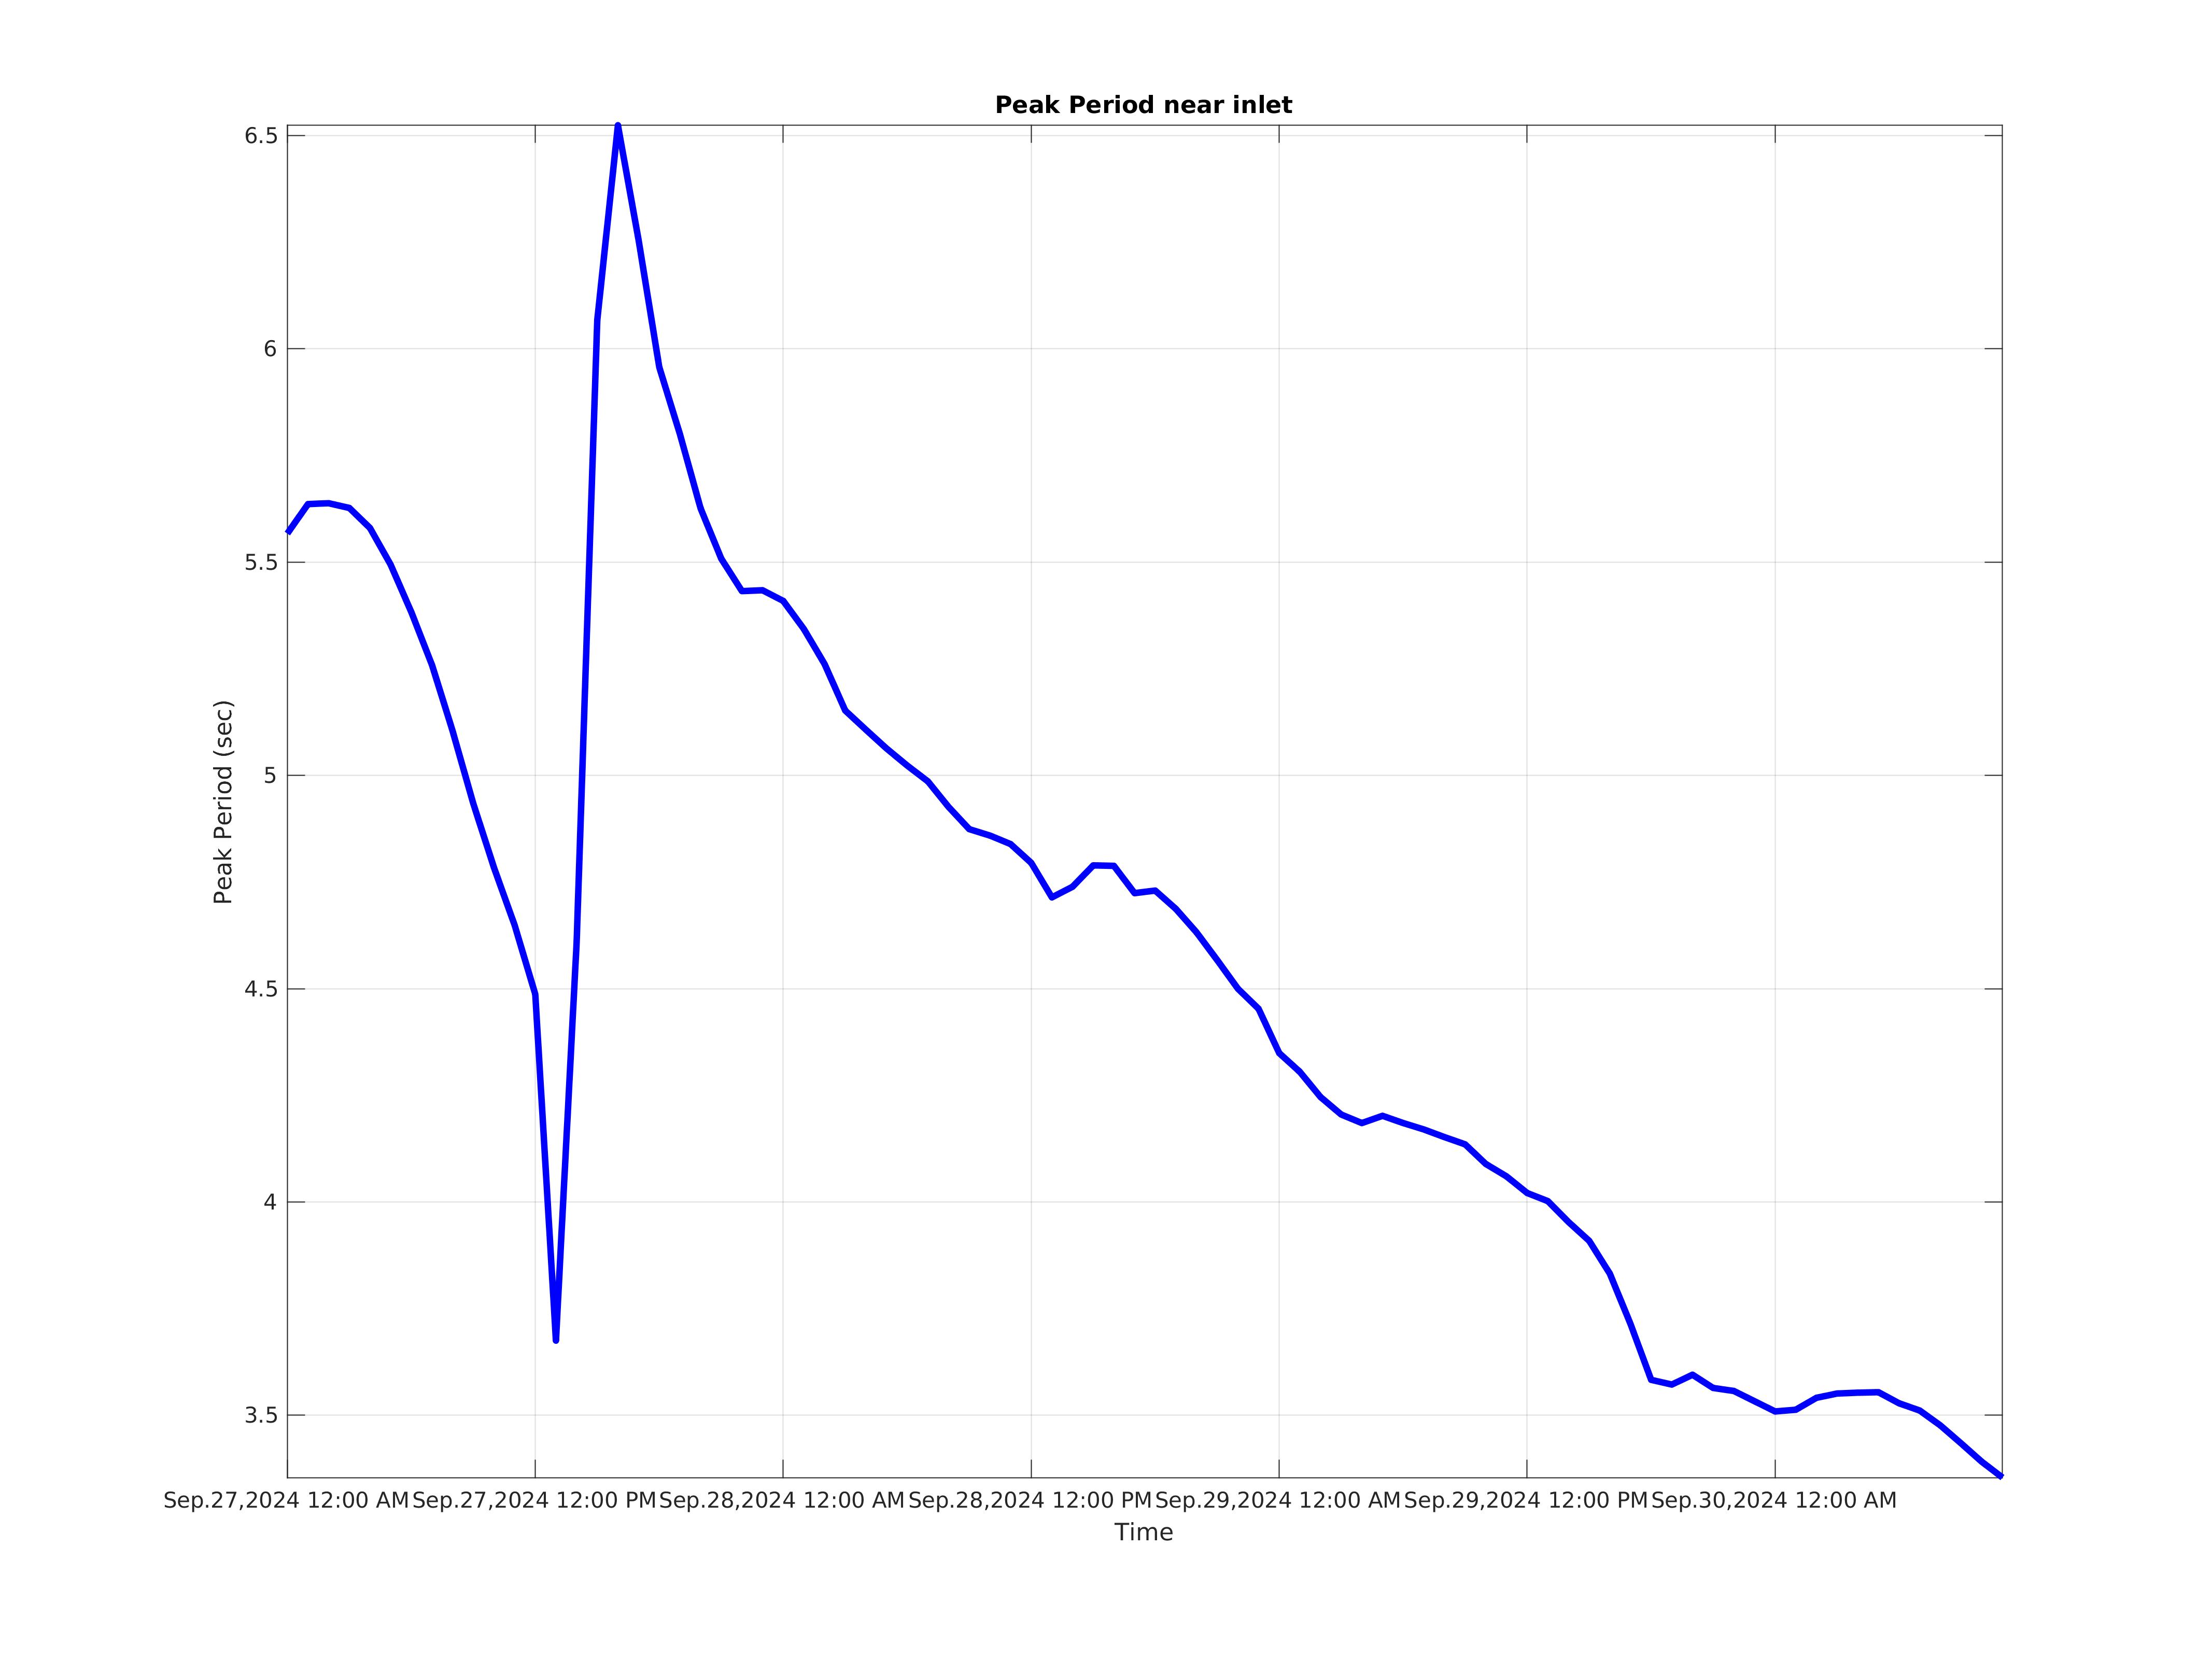 Peak Period near inlet
6.5
6
5.5
5
4.5
4
3.5
Peak Period (sec)
Sep.27,2024 12:00 AM Sep.27,2024 12:00 PM Sep.28,2024 12:00 AM Sep.28,2024 12:00 PM Sep.29,2024 12:00 AM Sep.29,2024 12:00 PM Sep.30,2024 12:00 AM
Time